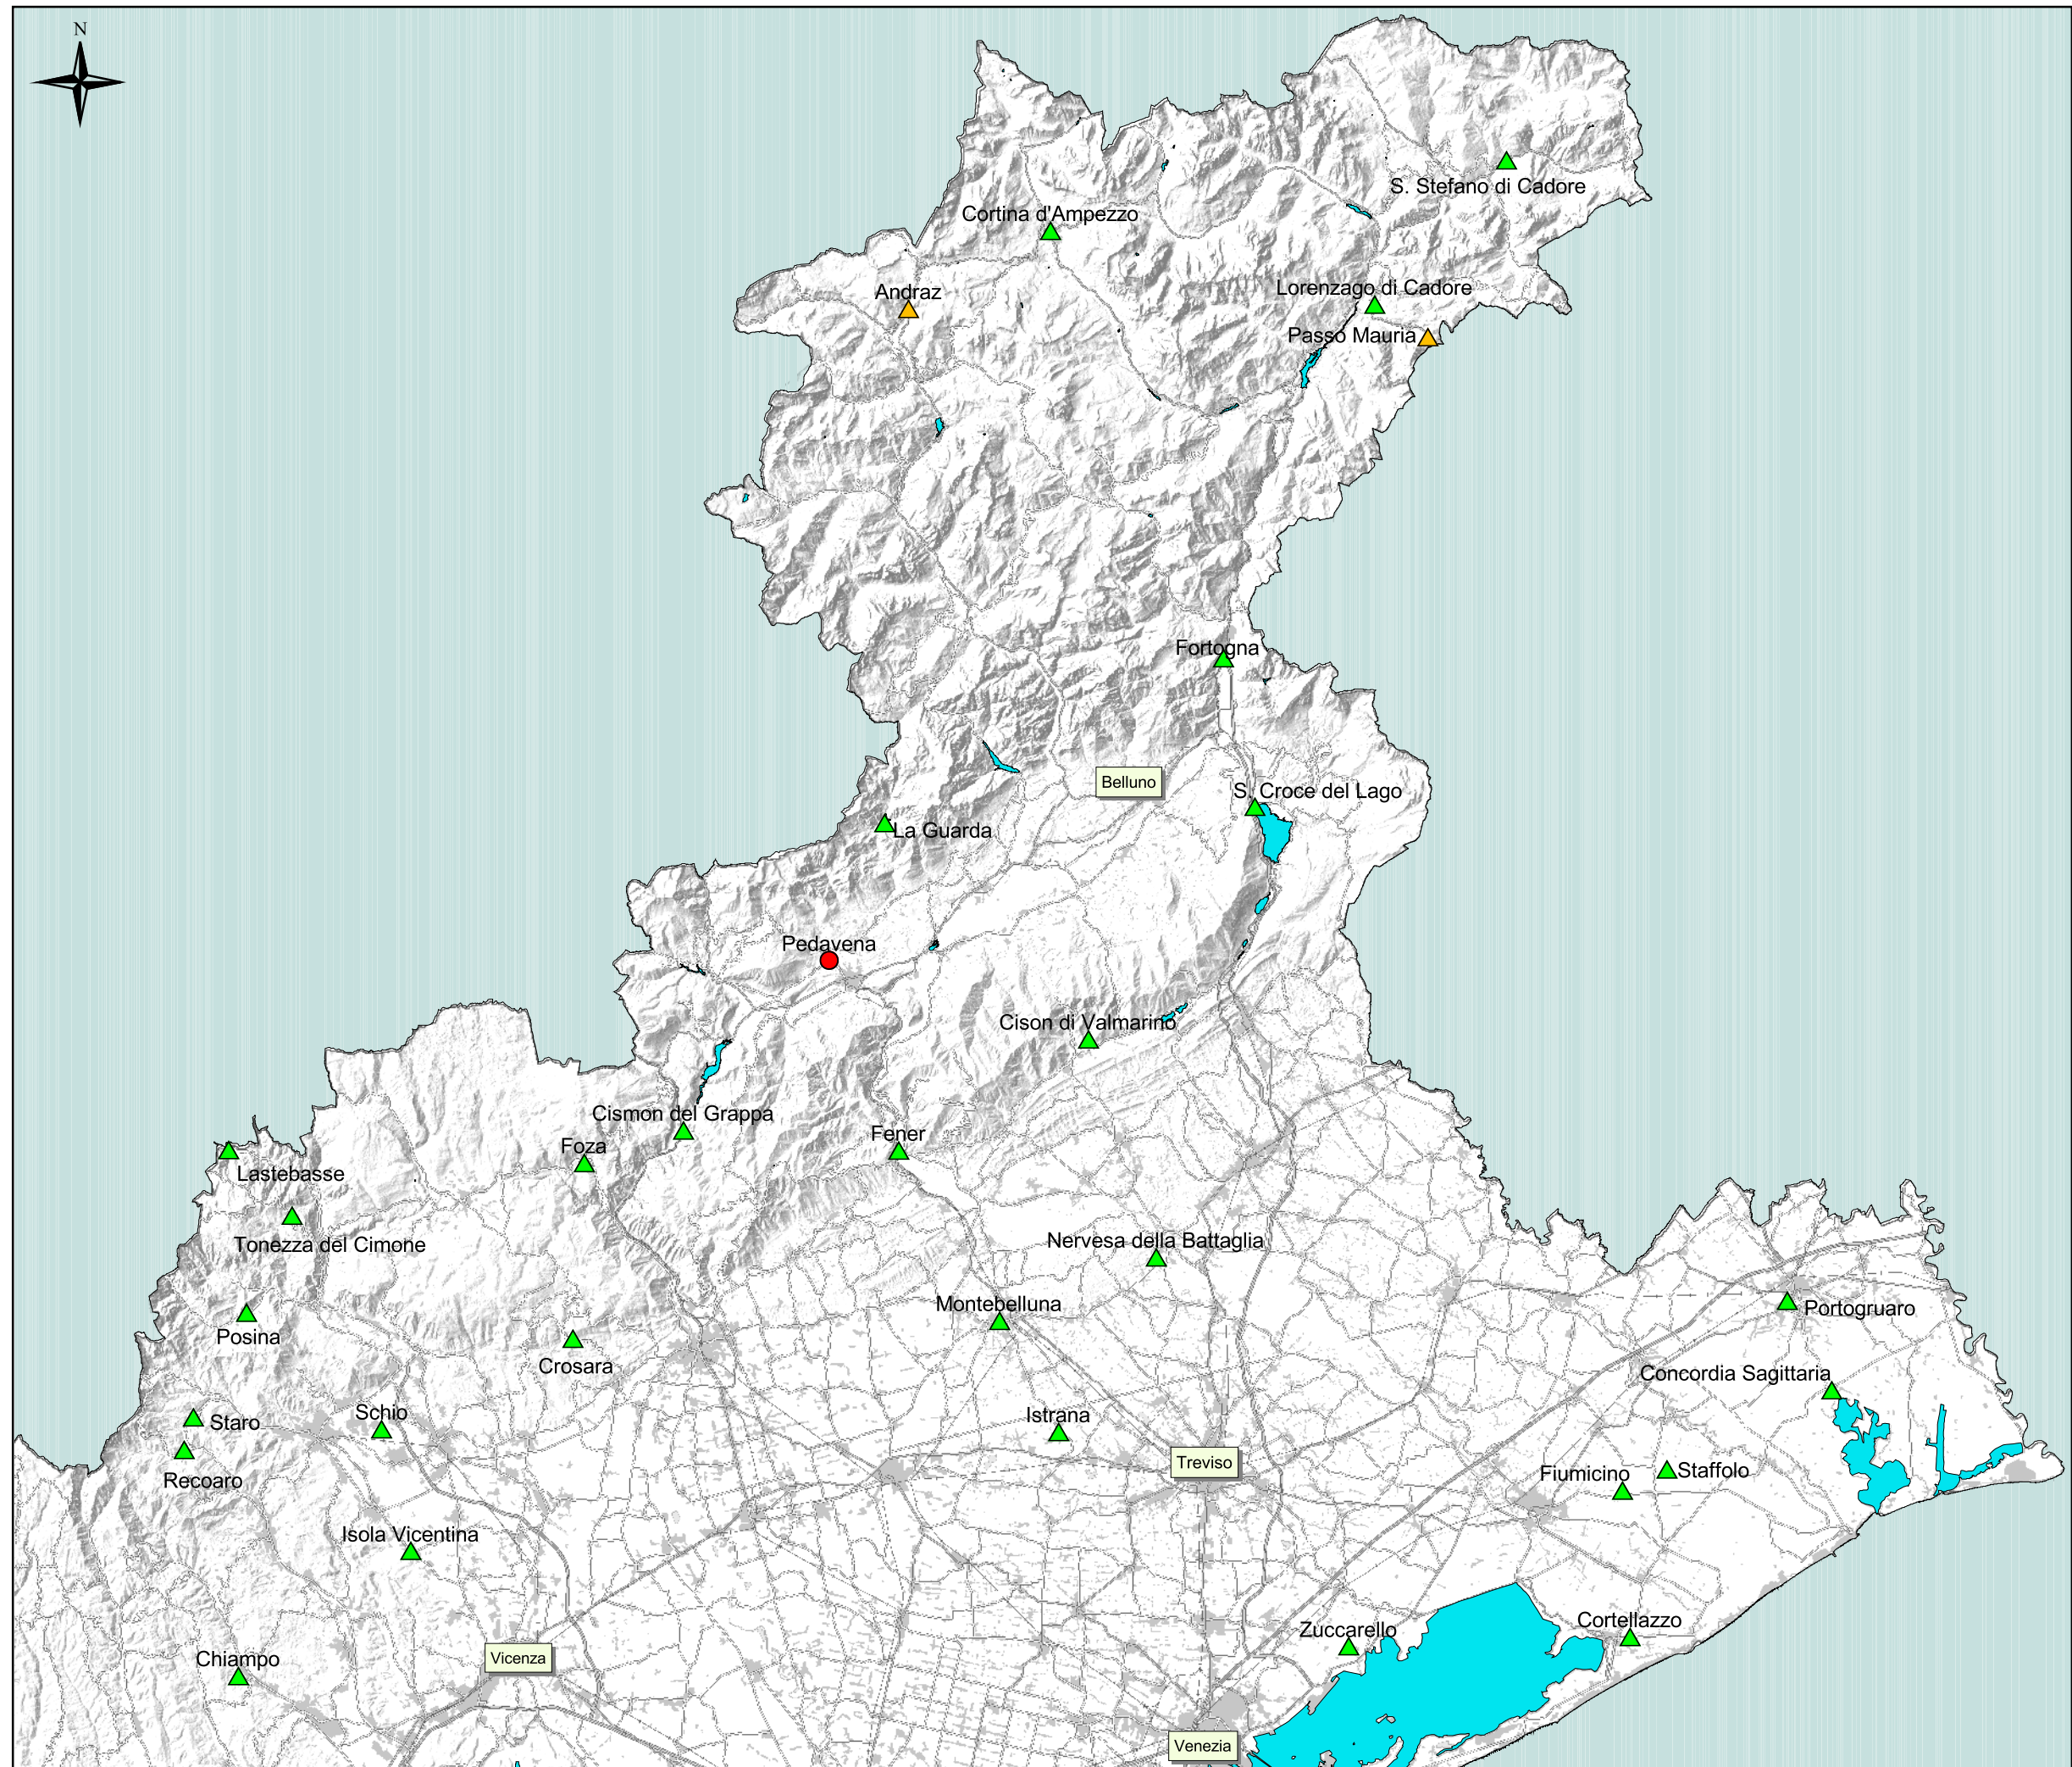 N
S. Stefano di Cadore
Cortina d'Ampezzo
Andraz
Lorenzago di Cadore
Passo Mauria
Fortogna
Belluno
S. Croce del Lago
La Guarda
Pedavena
Cison di Valmarino
Cismon del Grappa
Fener
Foza
Lastebasse
Tonezza del Cimone
Nervesa della Battaglia
Montebelluna
Portogruaro
Posina
Crosara
Concordia Sagittaria
Staro
Schio
Istrana
Treviso
Recoaro
Fiumicino
Staffolo
Isola Vicentina
Zuccarello
Cortellazzo
Chiampo
Vicenza
Venezia